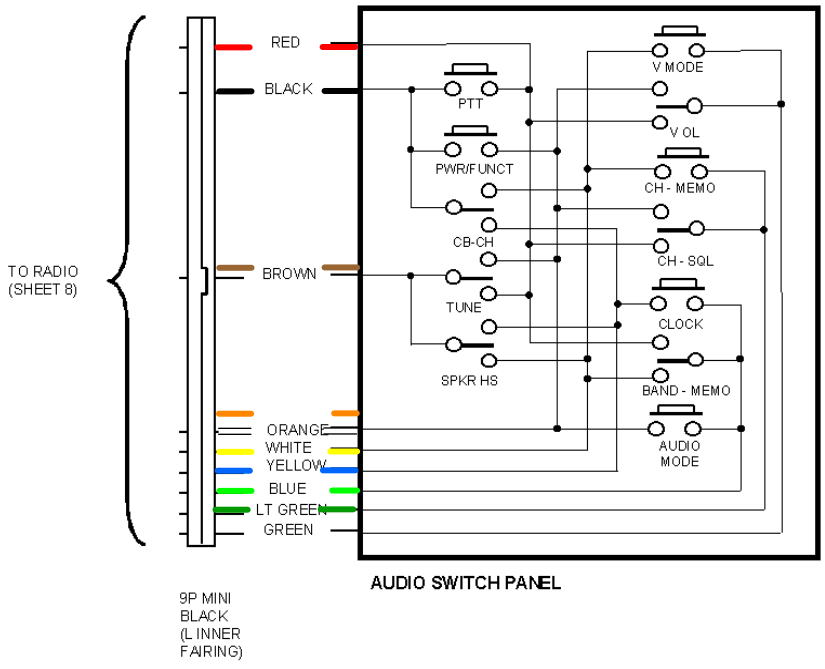 RED
BLACK
PTT
PWR/FUNCT
CB-CH
TO RADIO
(SHEET 8)
BROWN
TUNE
SPKR HS
V MODE
V OL
CH - MEMO
CH - SQL
CLOCK
BAND - MEMO
AUDIO
MODE
ORANGE
WHITE
YELLOW
BLUE
LT GREEN
GREEN
AUDIO SWITCH PANEL
9P MINI
BLACK
(L INNER
FAIRING)